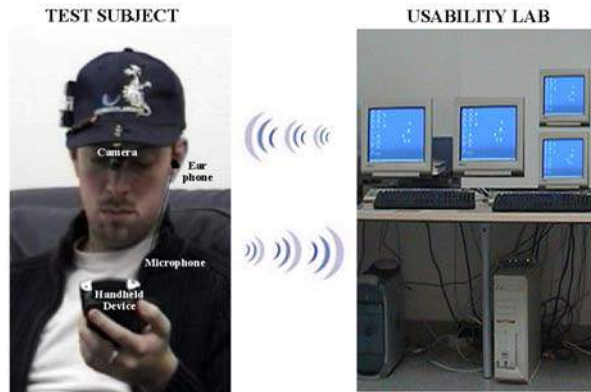 TEST SUBJECT
USABILITY LAB
Camera
Ear
phone
Microphone
Handheld
Device